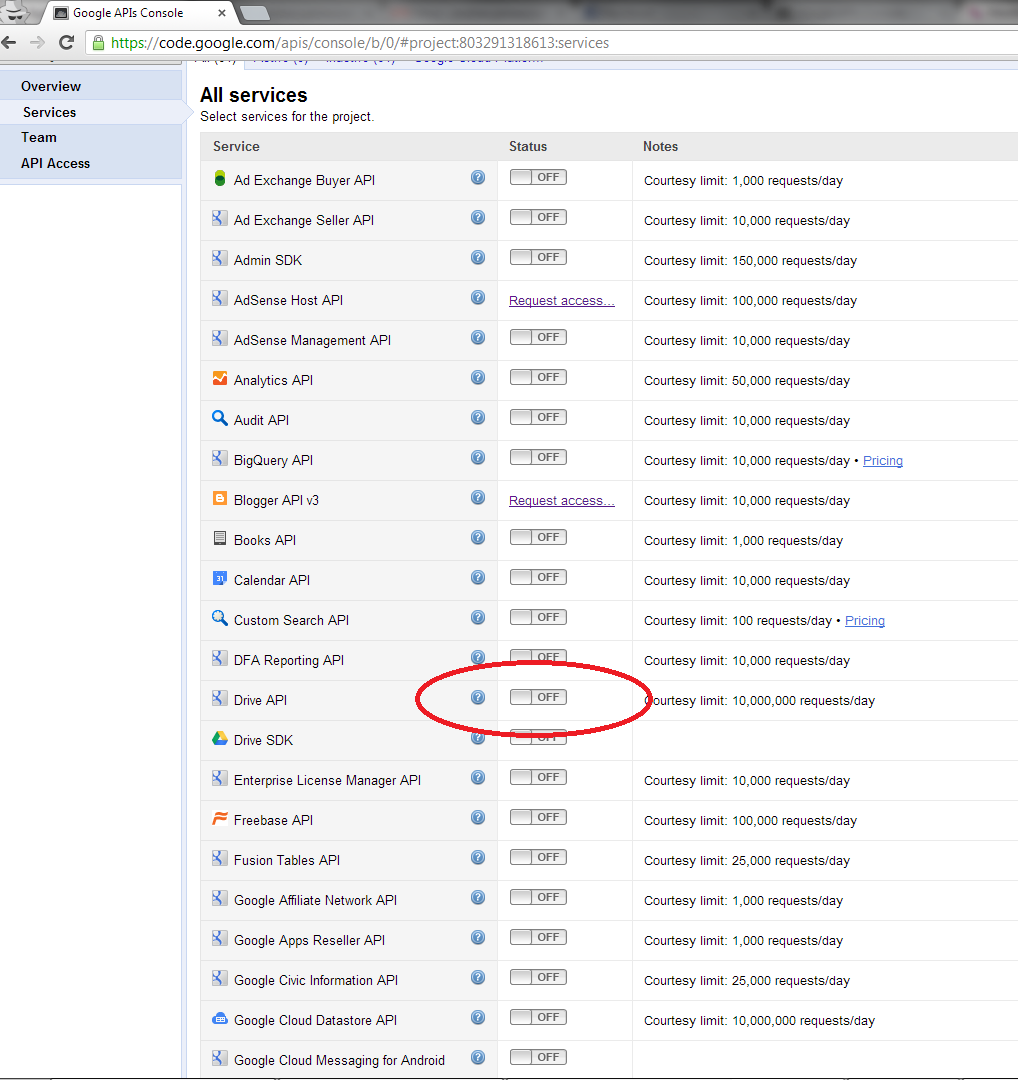 Google APIs Console
https://code.google.com/apis/console/b/0/#project:803291318613:services
Overview
Services
Team
API Access
All services
Select services for the project.
Service Status Notes
Ad Exchange Buyer API ? OFF Courtesy limit: 1,000 requests/day
Ad Exchange Seller API ? OFF Courtesy limit: 10,000 requests/day
Admin SDK ? OFF Courtesy limit: 150,000 requests/day
AdSense Host API ? Request access... Courtesy limit: 100,000 requests/day
AdSense Management API ? OFF Courtesy limit: 10,000 requests/day
Analytics API ? OFF Courtesy limit: 50,000 requests/day
Audit API ? OFF Courtesy limit: 10,000 requests/day
BigQuery API ? OFF Courtesy limit: 10,000 requests/day • Pricing
Blogger API v3 ? Request access... Courtesy limit: 10,000 requests/day
Books API ? OFF Courtesy limit: 1,000 requests/day
31 Calendar API ? OFF Courtesy limit: 10,000 requests/day
Custom Search API ? OFF Courtesy limit: 100 requests/day • Pricing
DFA Reporting API ? OFF Courtesy limit: 10,000 requests/day
Drive API ? OFF Courtesy limit: 10,000,000 requests/day
Drive SDK ? OFF
Enterprise License Manager API ? OFF Courtesy limit: 10,000 requests/day
Freebase API ? OFF Courtesy limit: 100,000 requests/day
Fusion Tables API ? OFF Courtesy limit: 25,000 requests/day
Google Affiliate Network API ? OFF Courtesy limit: 1,000 requests/day
Google Apps Reseller API ? OFF Courtesy limit: 1,000 requests/day
Google Civic Information API ? OFF Courtesy limit: 25,000 requests/day
Google Cloud Datastore API ? OFF Courtesy limit: 10,000,000 requests/day
Google Cloud Messaging for Android ? OFF